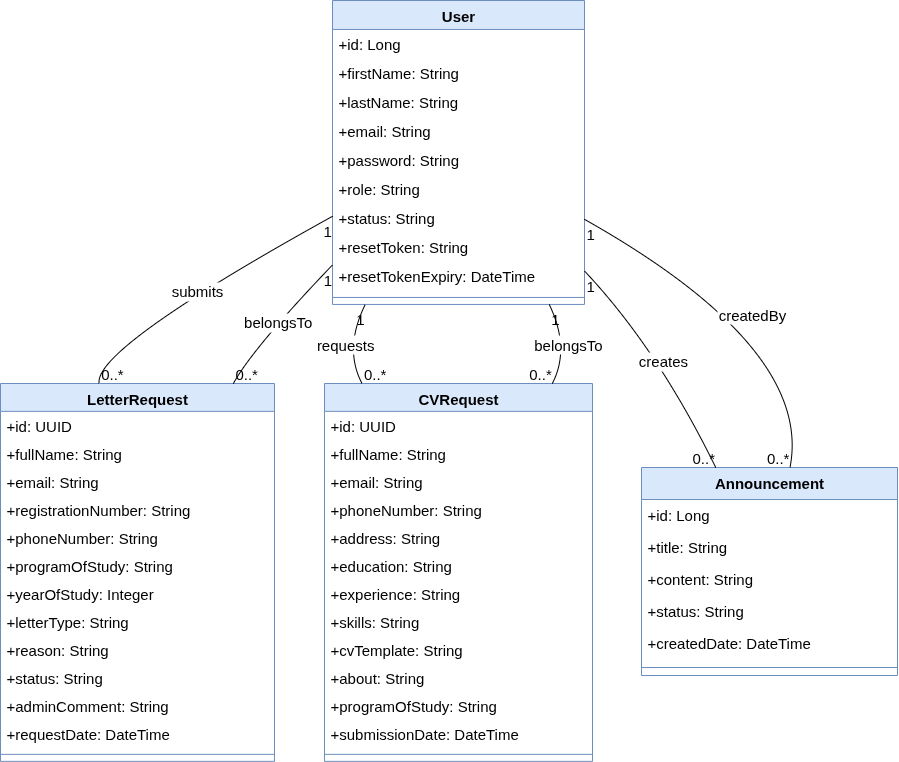 User
+id: Long
+firstName: String
+lastName: String
+email: String
+password: String
+role: String
+status: String
+resetToken: String
+resetTokenExpiry: DateTime
1
1
1
1
1
1
submits
belongsTo
requests
belongsTo
creates
createdBy
0..*
0..*
0..*
0..*
0..*
0..*
LetterRequest
+id: UUID
+fullName: String
+email: String
+registrationNumber: String
+phoneNumber: String
+programOfStudy: String
+yearOfStudy: Integer
+letterType: String
+reason: String
+status: String
+adminComment: String
+requestDate: DateTime
CVRequest
+id: UUID
+fullName: String
+email: String
+phoneNumber: String
+address: String
+education: String
+experience: String
+skills: String
+cvTemplate: String
+about: String
+programOfStudy: String
+submissionDate: DateTime
Announcement
+id: Long
+title: String
+content: String
+status: String
+createdDate: DateTime